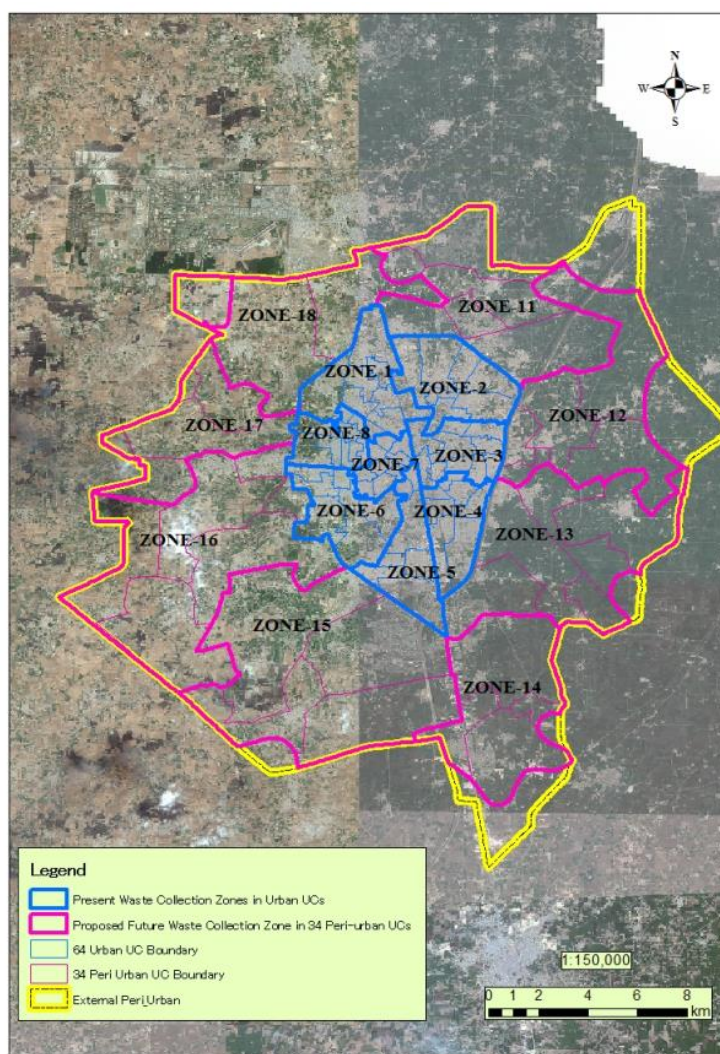 N
W E
S
ZONE-18
ZONE-11
ZONE-1
ZONE-2
ZONE-12
ZONE-17
ZONE-8
ZONE-3
ZONE-7
ZONE-6
ZONE-4
ZONE-13
ZONE-16
ZONE-5
ZONE-15
ZONE-14
Legend
Present Waste Collection Zones in Urban UCs
Proposed Future Waste Collection Zone in 34 Peri-urban UCs
64 Urban UC Boundary
34 Peri Urban UC Boundary
External Peri_Urban
1:150,000
0 1 2 4 6 8
km